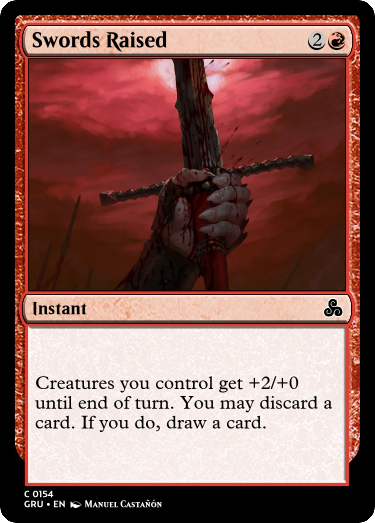 Swords Raised 2
Instant
Creatures you control get +2/+0
until end of turn. You may discard a
card. If you do, draw a card.
C 0154
GRU • EN Manuel Castañón